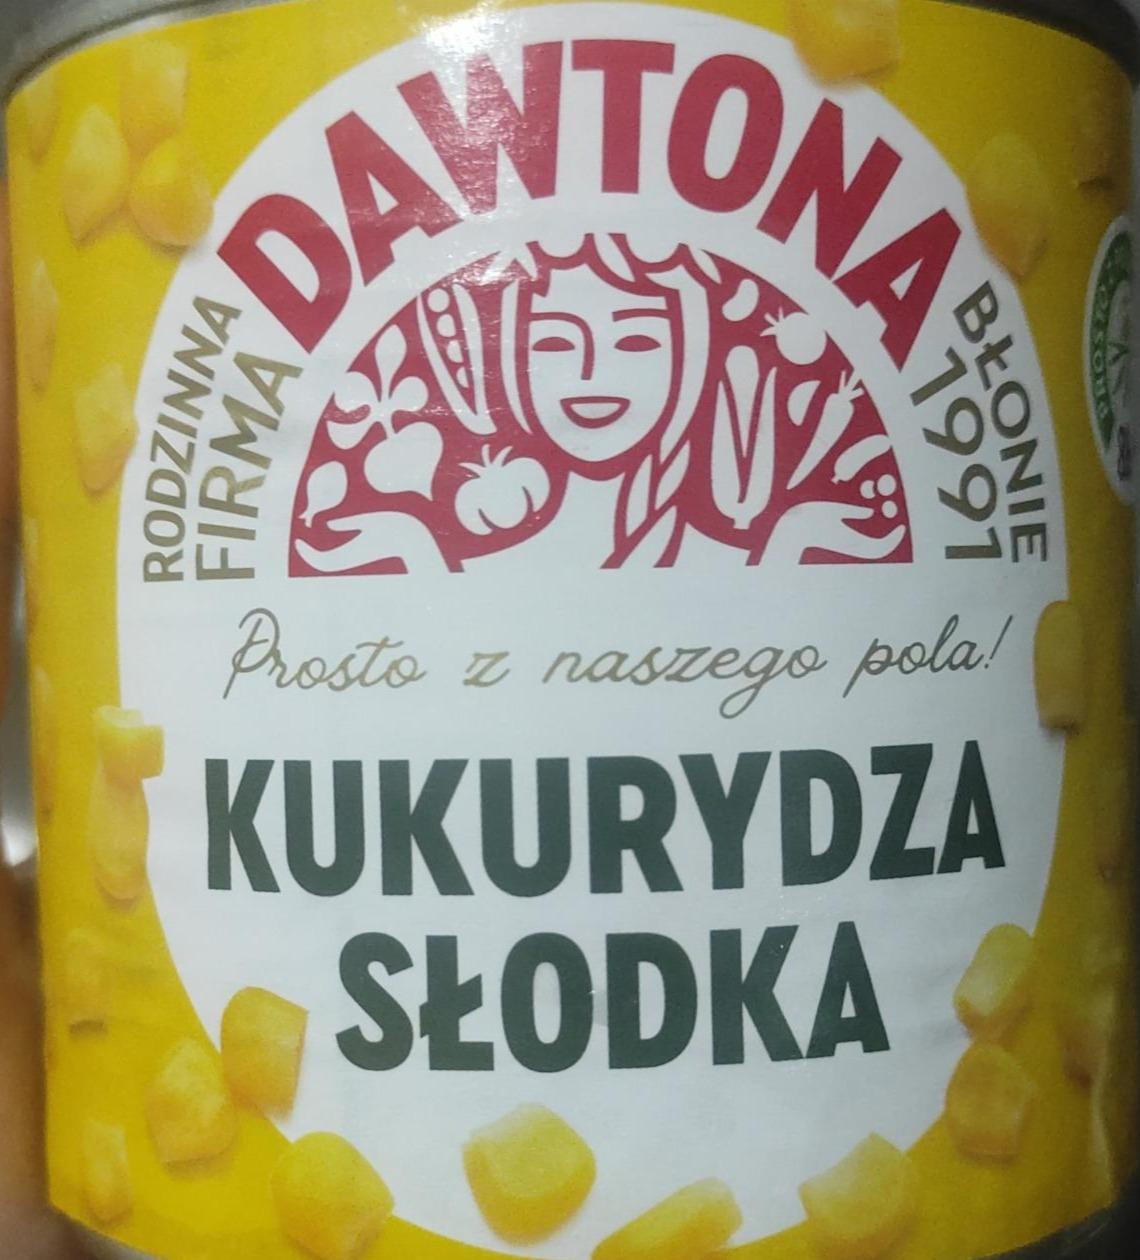 DAWTONA
RODZINNA
FIRMA
BŁONIE
1991
Prosto z naszego pola!
KUKURYDZA
SŁODKA